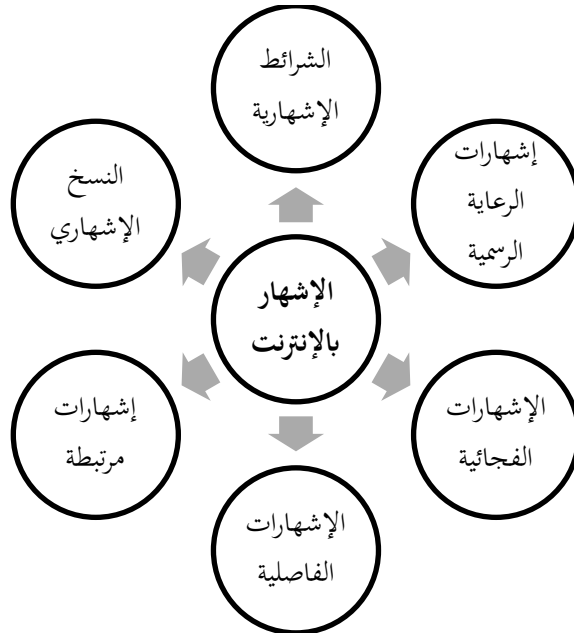 الشرائط
الإشهارية
إشهارات
الرعاية
الرسمية
النسخ
الإشهاري
الإشهار
بالإنترنت
الإشهارات
الفجائية
إشهارات
مرتبطة
الإشهارات
الفاصلية